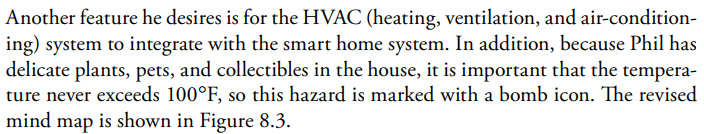 Another feature he desires is for the HVAC (heating, ventilation, and air-condition-
ing) system to integrate with the smart home system. In addition, because Phil has
delicate plants, pets, and collectibles in the house, it is important that the tempera-
ture never exceeds 100°F, so this hazard is marked with a bomb icon. The revised
mind map is shown in Figure 8.3.